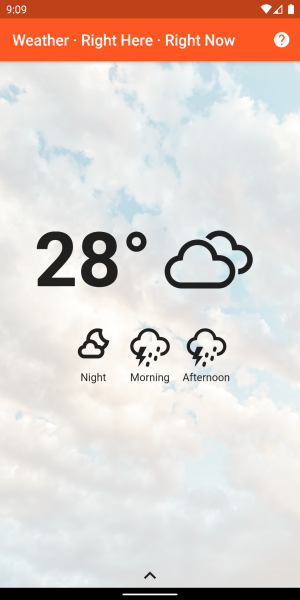 9:09
Weather · Right Here · Right Now
?
28°
Night
Morning
Afternoon